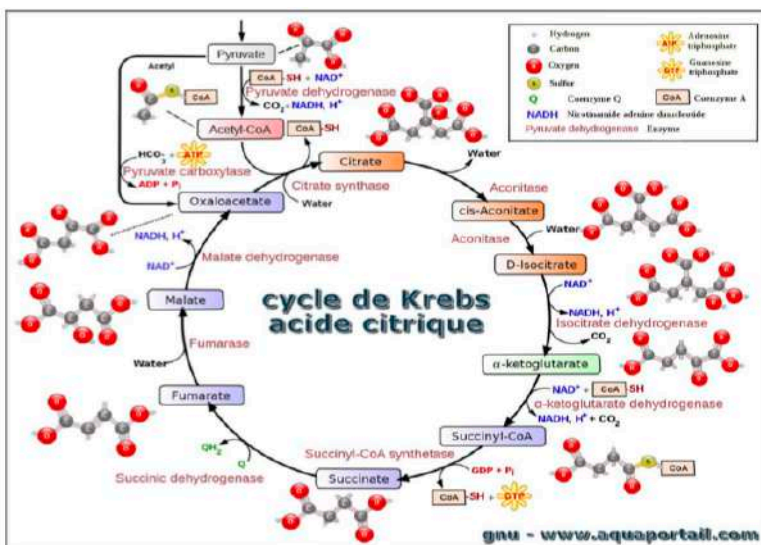 Hydrogen
Carbon
Oxygen
Sulfur
Q Coenzyme Q
NADH Nicotinamide adenine dinucleotide
Pyruvate dehydrogenase Enzyme
ATP Adenosine
triphosphate
GTP Guanosine
triphosphate
CoA Coenzyme A
Pyruvate
Acetyl
CoA-SH + NAD+
Pyruvate dehydrogenase
CO2 + NADH, H+
CoA
Acetyl-CoA
CoA-SH
HCO3- + ATP
Pyruvate carboxylase
ADP + Pi
Citrate
Citrate synthase
Water
Water
Aconitase
cis-Aconitate
Aconitase
Water
D-Isocitrate
NAD+
NADH, H+
Isocitrate dehydrogenase
CO2
α-ketoglutarate
NAD+ + CoA-SH
α-ketoglutarate dehydrogenase
NADH, H+ + CO2
Succinyl-CoA
S CoA
Succinyl-CoA synthetase
GDP + Pi
CoA-SH + GTP
Succinate
QH2
Q
Succinic dehydrogenase
Fumarate
Water
Fumarase
Malate
NAD+
NADH, H+
Malate dehydrogenase
Oxaloacetate
cycle de Krebs
acide citrique
gnu - www.aquaportail.com